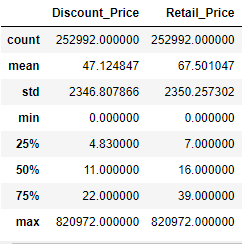 Discount_Price Retail_Price
count 252992.000000 252992.000000
mean 47.124847 67.501047
std 2346.807866 2350.257302
min 0.000000 0.000000
25% 4.830000 7.000000
50% 11.000000 16.000000
75% 22.000000 39.000000
max 820972.000000 820972.000000